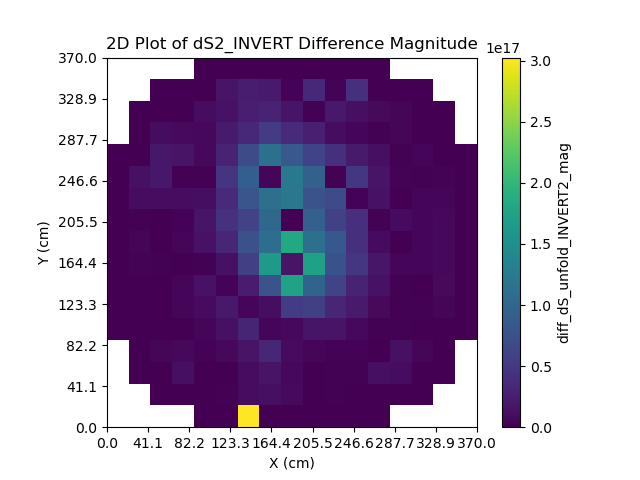 2D Plot of dS2_INVERT Difference Magnitude
1e17
370.0
328.9
287.7
246.6
205.5
164.4
123.3
82.2
41.1
0.0
Y (cm)
0.0 41.1 82.2 123.3 164.4 205.5 246.6 287.7 328.9 370.0
X (cm)
3.0
2.5
2.0
1.5
1.0
0.5
0.0
diff_dS_unfold_INVERT2_mag